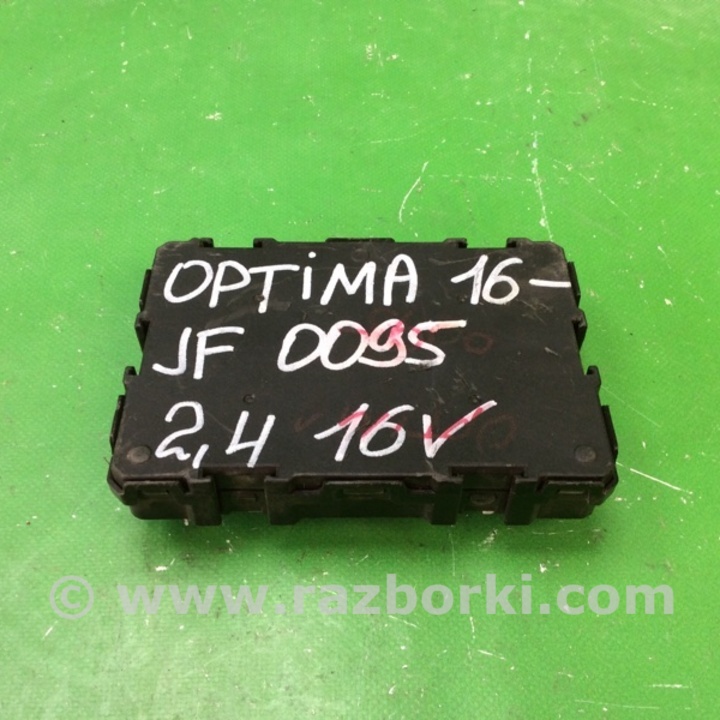 OPTiMA 16-
JF 0095
2,4 16V
© www.razborki.com